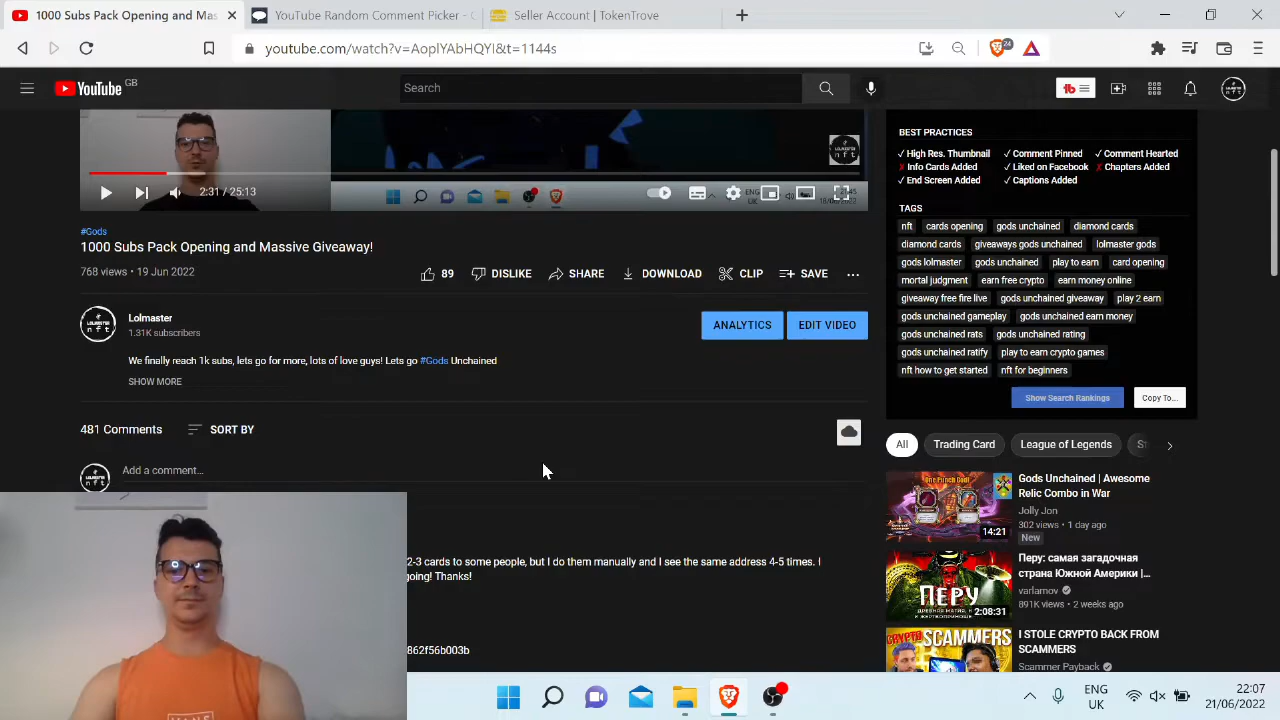 1000 Subs Pack Opening and Mas
YouTube Random Comment Picker -
Seller Account | TokenTrove
youtube.com/watch?v=AoplYAbHQYI&t=1144s
24
YouTube GB
Search
2:31 / 25:13
#Gods
1000 Subs Pack Opening and Massive Giveaway!
768 views • 19 Jun 2022
89
DISLIKE
SHARE
DOWNLOAD
CLIP
SAVE
Lolmaster
1.31K subscribers
ANALYTICS
EDIT VIDEO
We finally reach 1k subs, lets go for more, lots of love guys! Lets go #Gods Unchained
SHOW MORE
481 Comments
SORT BY
Add a comment...
2-3 cards to some people, but I do them manually and I see the same address 4-5 times. I
going! Thanks!
862f56b003b
BEST PRACTICES
✓ High Res. Thumbnail ✓ Comment Pinned ✓ Comment Hearted
✗ Info Cards Added ✓ Liked on Facebook ✗ Chapters Added
✓ End Screen Added ✓ Captions Added
TAGS
nft cards opening gods unchained diamond cards
diamond cards giveaways gods unchained lolmaster gods
gods lolmaster gods unchained play to earn card opening
mortal judgment earn free crypto earn money online
giveaway free fire live gods unchained giveaway play 2 earn
gods unchained gameplay gods unchained earn money
gods unchained rats gods unchained rating
gods unchained ratify play to earn crypto games
nft how to get started nft for beginners
Show Search Rankings
Copy To...
All
Trading Card
League of Legends
14:21
Gods Unchained | Awesome
Relic Combo in War
Jolly Jon
302 views • 1 day ago
New
ПЕРУ
2:08:31
Перу: самая загадочная
страна Южной Америки |...
varlamov
891K views • 2 weeks ago
CRYPTO
SCAMMERS
I STOLE CRYPTO BACK FROM
SCAMMERS
Scammer Payback
ENG
UK
22:07
21/06/2022